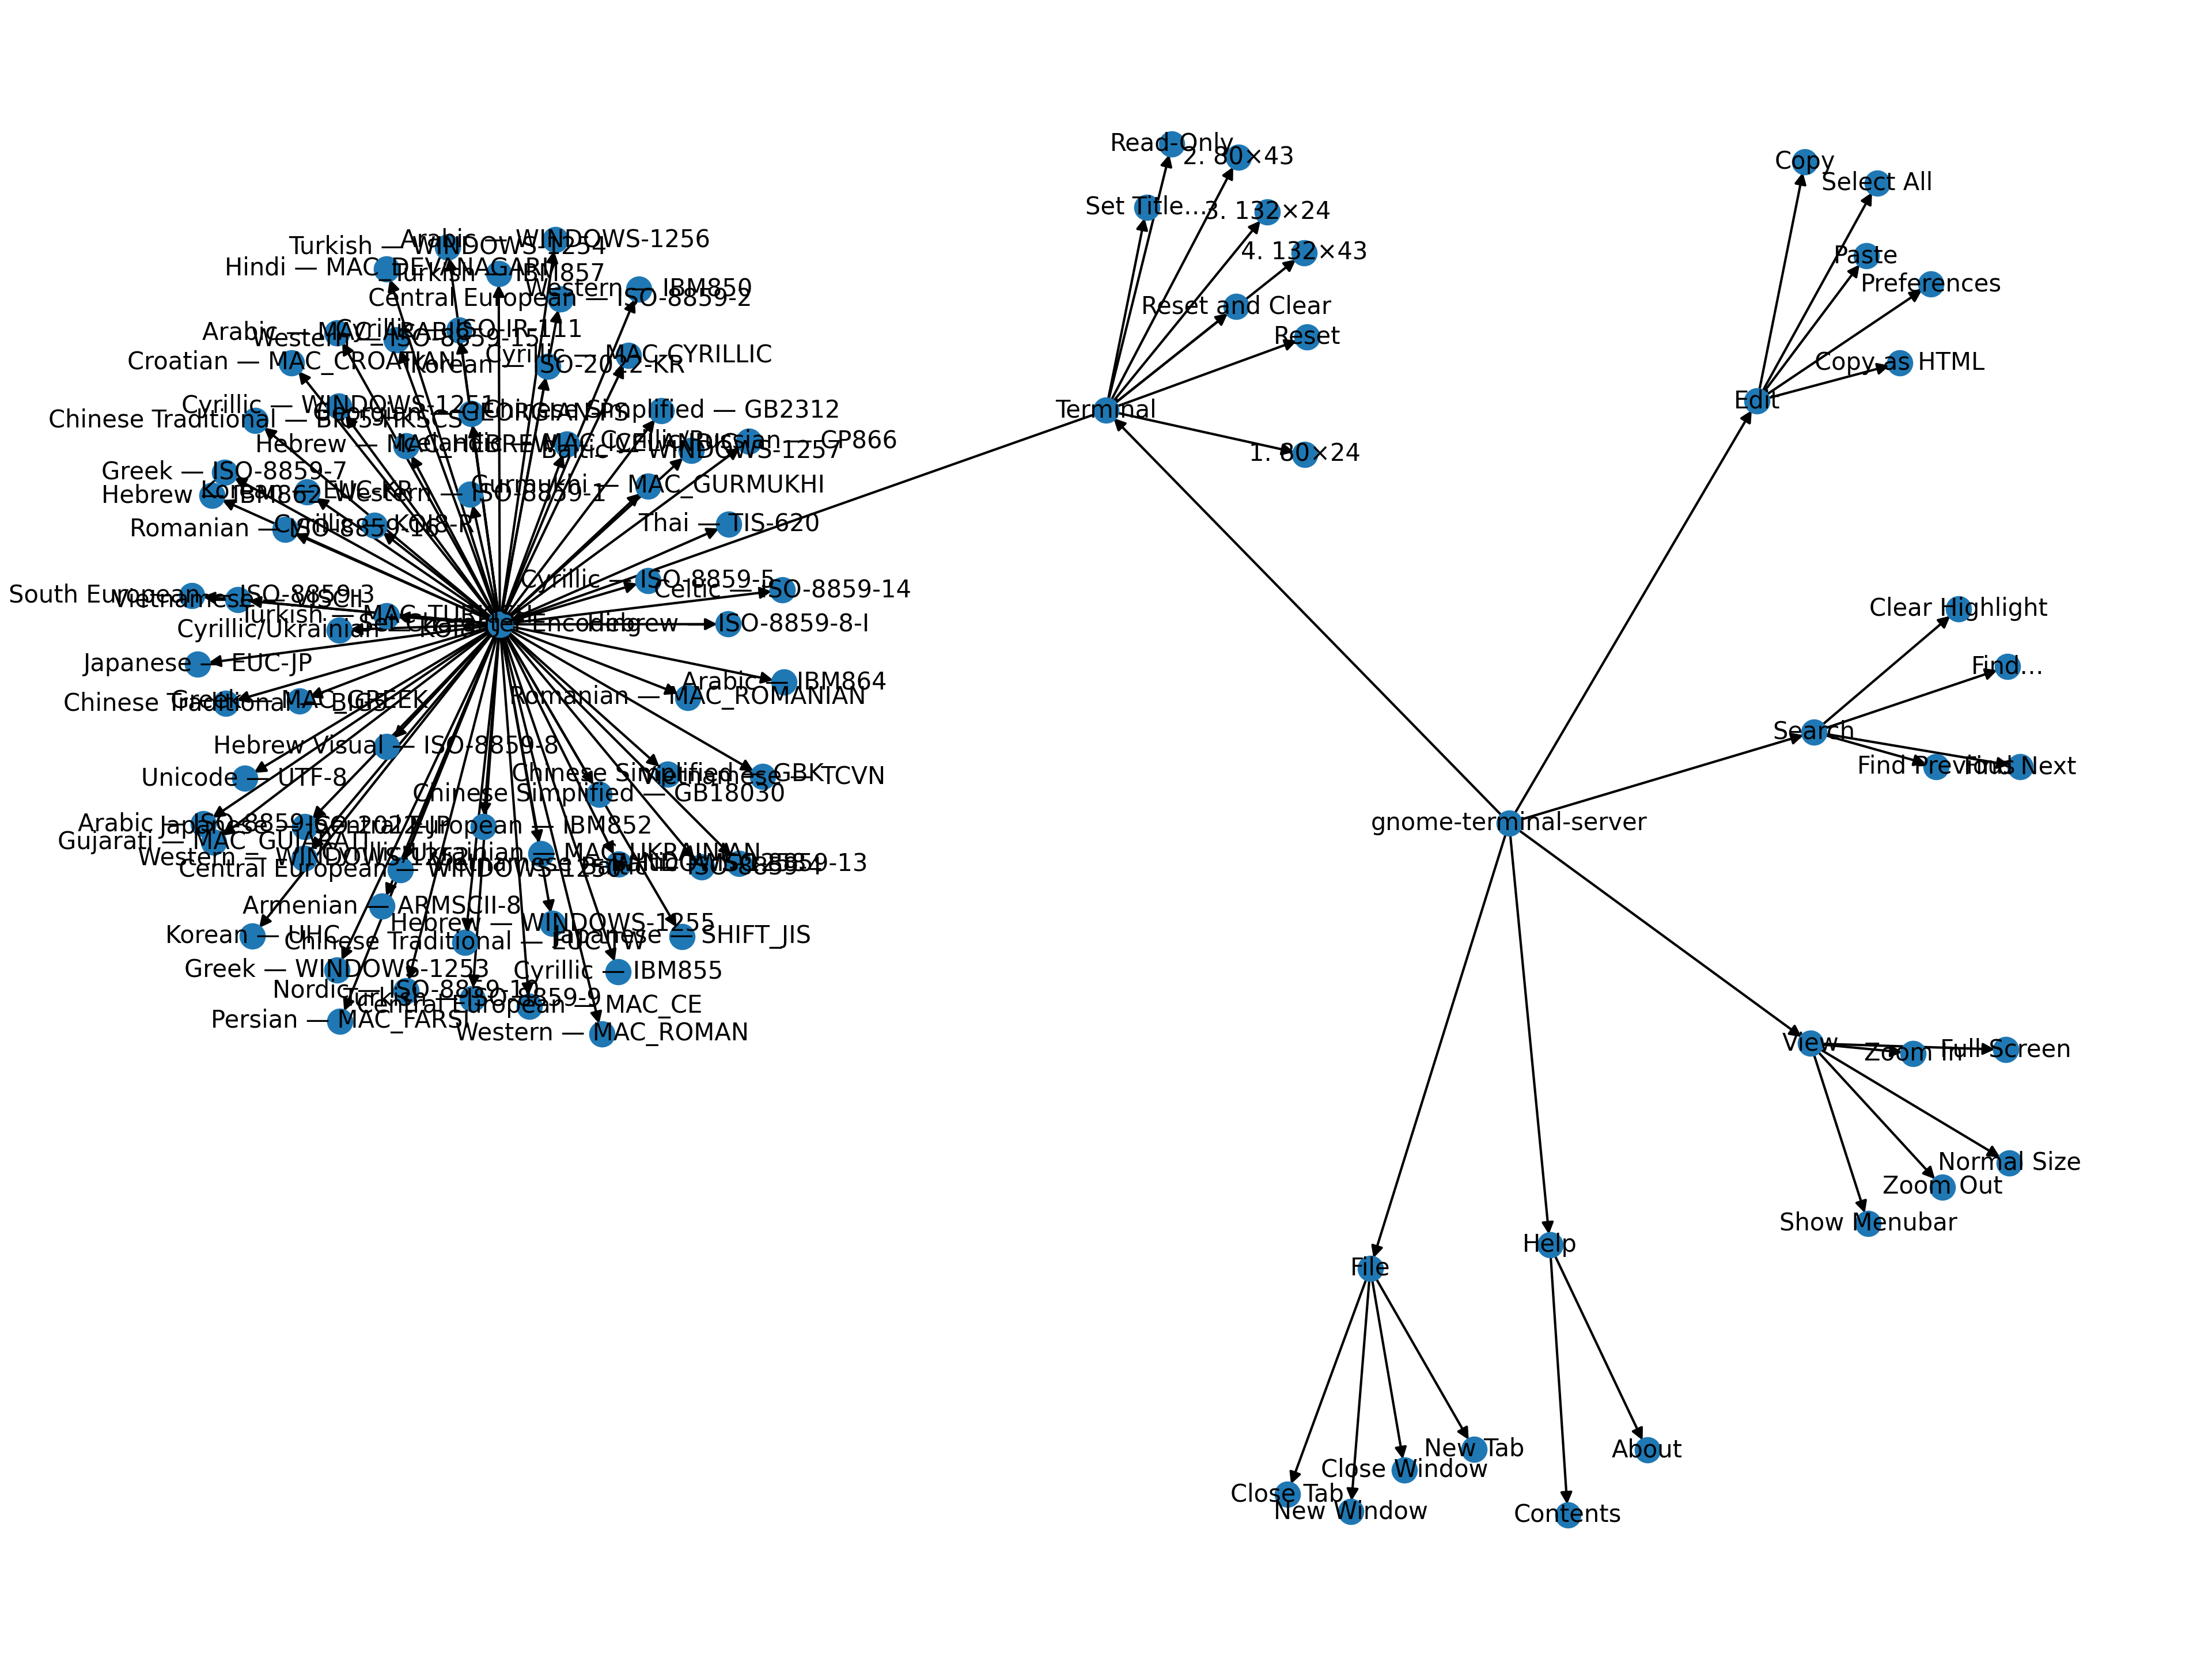 Read-Only
2. 80×43
Copy
Select All
Set Title...
3. 132×24
4. 132×43
Paste
Preferences
Reset and Clear
Reset
Copy as HTML
Terminal
Edit
1. 80×24
Arabic — WINDOWS-1256
Turkish — WINDOWS-1254
Hindi — MAC_DEVANAGARI
Turkish — IBM857
Western — IBM850
Central European — ISO-8859-2
Arabic — MAC_ARABIC
Cyrillic — ISO-IR-111
Western — ISO-8859-15
Croatian — MAC_CROATIAN
Cyrillic — MAC_CYRILLIC
Korean — ISO-2022-KR
Cyrillic — WINDOWS-1251
Chinese Traditional — BIG5-HKSCS
Georgian — GEORGIAN-PS
Chinese Simplified — GB2312
Hebrew — MAC_HEBREW
Icelandic — MAC_ICELANDIC
Cyrillic/Russian — CP866
Baltic — WINDOWS-1257
Greek — ISO-8859-7
Hebrew — IBM862
Korean — EUC-KR
Western — ISO-8859-1
Gurmukhi — MAC_GURMUKHI
Romanian — ISO-8859-16
Cyrillic — KOI8-R
Thai — TIS-620
Cyrillic — ISO-8859-5
Celtic — ISO-8859-14
South European — ISO-8859-3
Vietnamese — VISCII
Turkish — MAC_TURKISH
Cyrillic/Ukrainian —
Encoding
Hebrew — ISO-8859-8-I
Japanese — EUC-JP
Arabic — IBM864
Romanian — MAC_ROMANIAN
Chinese Traditional — BIG5
Greek — MAC_GREEK
Hebrew Visual — ISO-8859-8
Unicode — UTF-8
Chinese Simplified — GBK
Vietnamese — TCVN
Chinese Simplified — GB18030
Arabic — ISO-8859-6
Japanese — ISO-2022-JP
Central European — IBM852
Gujarati — MAC_GUJARATI
Western — WINDOWS-1252
Cyrillic/Ukrainian — MAC_UKRAINIAN
Central European — WINDOWS-1250
Vietnamese — WINDOWS-1258
Baltic — ISO-8859-13
ISO-8859-4
Armenian — ARMSCII-8
Hebrew — WINDOWS-1255
Korean — UHC
Chinese Traditional — EUC-TW
Japanese — SHIFT_JIS
Greek — WINDOWS-1253
Cyrillic — IBM855
Nordic — ISO-8859-10
Turkish — ISO-8859-9
Central European — MAC_CE
Persian — MAC_FARSI
Western — MAC_ROMAN
Clear Highlight
Find...
Search
Find Previous
Find Next
gnome-terminal-server
View
Zoom In
Full Screen
Normal Size
Zoom Out
Show Menubar
Help
File
New Tab
About
Close Window
Close Tab
New Window
Contents